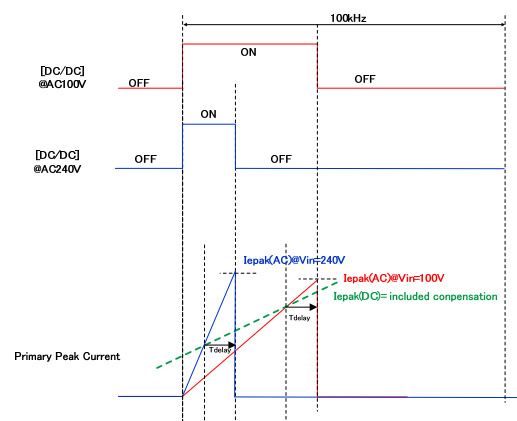 100kHz
[DC/DC]
@AC100V
OFF
ON
OFF
[DC/DC]
@AC240V
OFF
ON
OFF
Iepak(AC)@Vin=240V
Iepak(AC)@Vin=100V
Iepak(DC)= included conpensation
Tdelay
Tdelay
Primary Peak Current